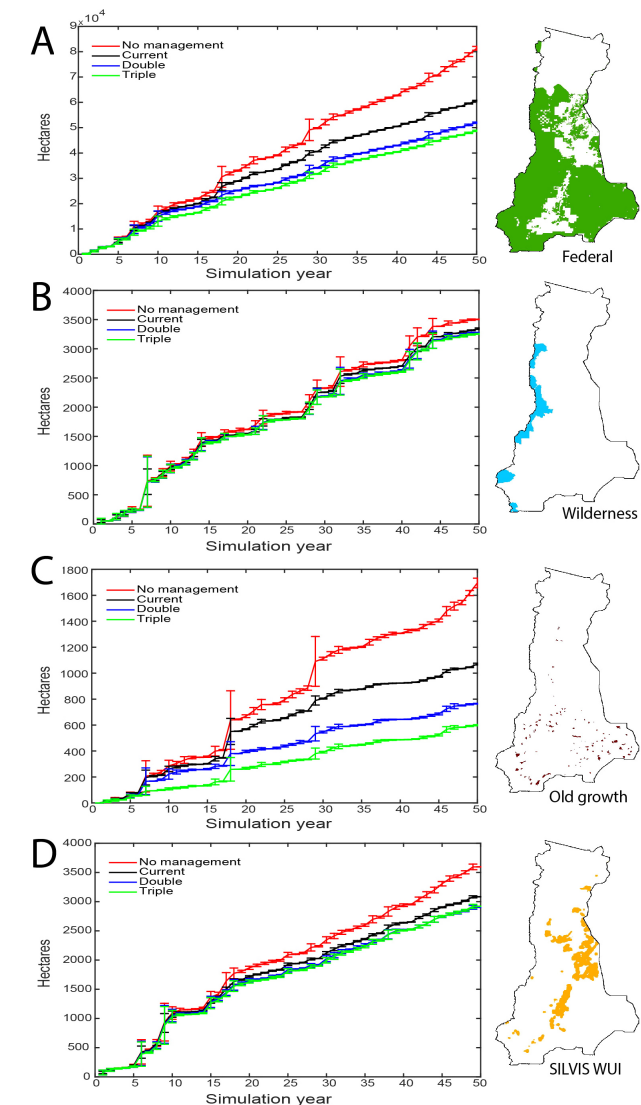 A
9×10⁴
8
7
6
5
4
3
2
1
0
Hectares
No management
Current
Double
Triple
0 5 10 15 20 25 30 35 40 45 50
Simulation year
Federal
B
4000
3500
3000
2500
2000
1500
1000
500
0
Hectares
No management
Current
Double
Triple
0 5 10 15 20 25 30 35 40 45 50
Simulation year
Wilderness
C
1800
1600
1400
1200
1000
800
600
400
200
0
Hectares
No management
Current
Double
Triple
0 5 10 15 20 25 30 35 40 45 50
Simulation year
Old growth
D
4000
3500
3000
2500
2000
1500
1000
500
0
Hectares
No management
Current
Double
Triple
0 5 10 15 20 25 30 35 40 45 50
Simulation year
SILVIS WUI